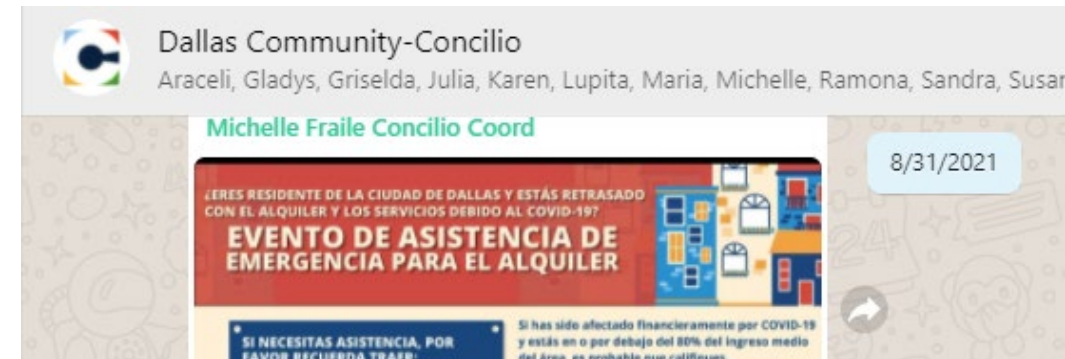 Dallas Community-Concilio
Araceli, Gladys, Griselda, Julia, Karen, Lupita, Maria, Michelle, Ramona, Sandra, Susan
Michelle Fraile Concilio Coord
8/31/2021
¿ERES RESIDENTE DE LA CIUDAD DE DALLAS Y ESTÁS RETRASADO
CON EL ALQUILER Y LOS SERVICIOS DEBIDO AL COVID-19?
EVENTO DE ASISTENCIA DE
EMERGENCIA PARA EL ALQUILER
SI NECESITAS ASISTENCIA, POR
FAVOR RECUERDA TRAER:
Si has sido afectado financieramente por COVID-19
y estás en o por debajo del 80% del ingreso medio
del área, es probable que califiques